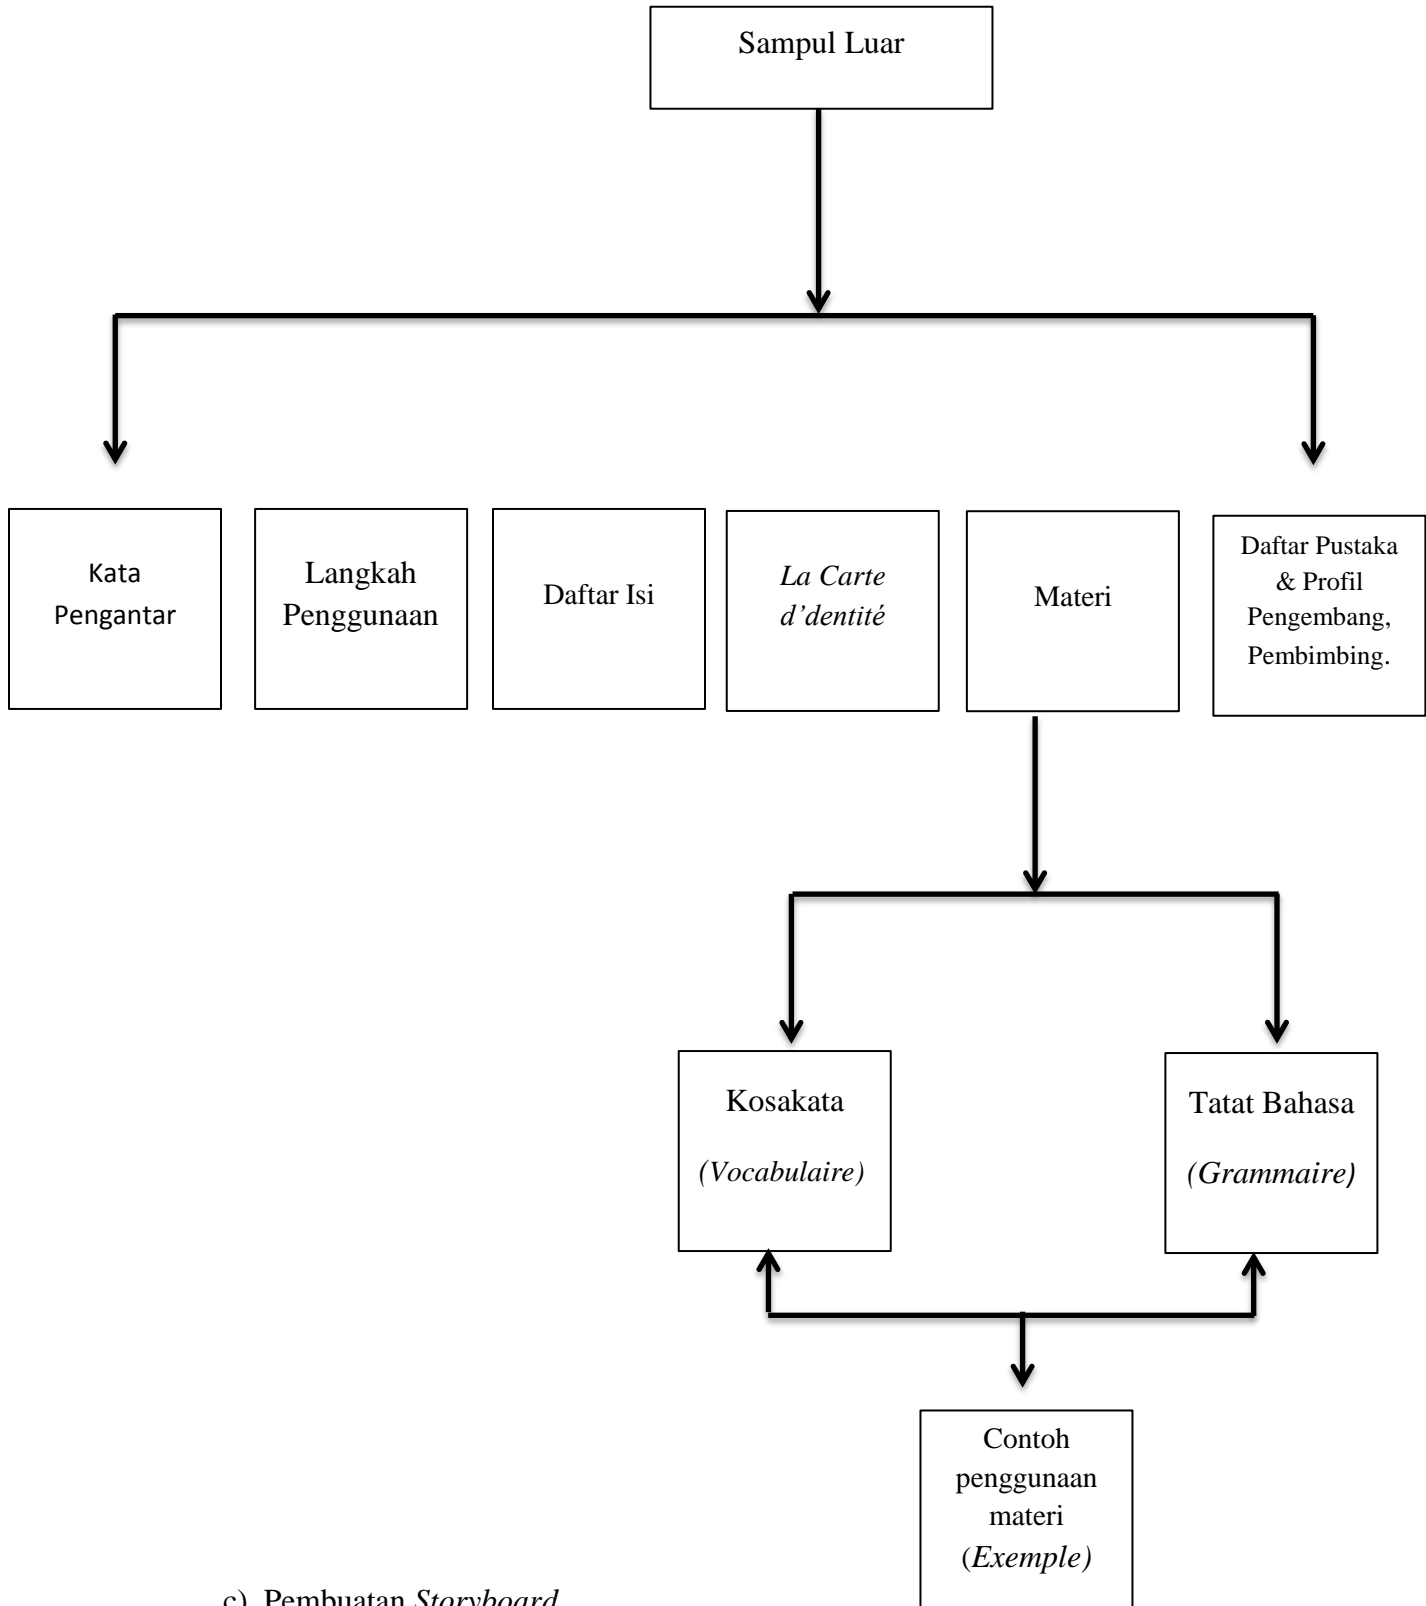 Sampul Luar
Kata
Pengantar
Langkah
Penggunaan
Daftar Isi
La Carte
d’dentité
Materi
Daftar Pustaka
& Profil
Pengembang,
Pembimbing.
Kosakata
(Vocabulaire)
Tatat Bahasa
(Grammaire)
Contoh
penggunaan
materi
(Exemple)
c) Pembuatan Storyboard